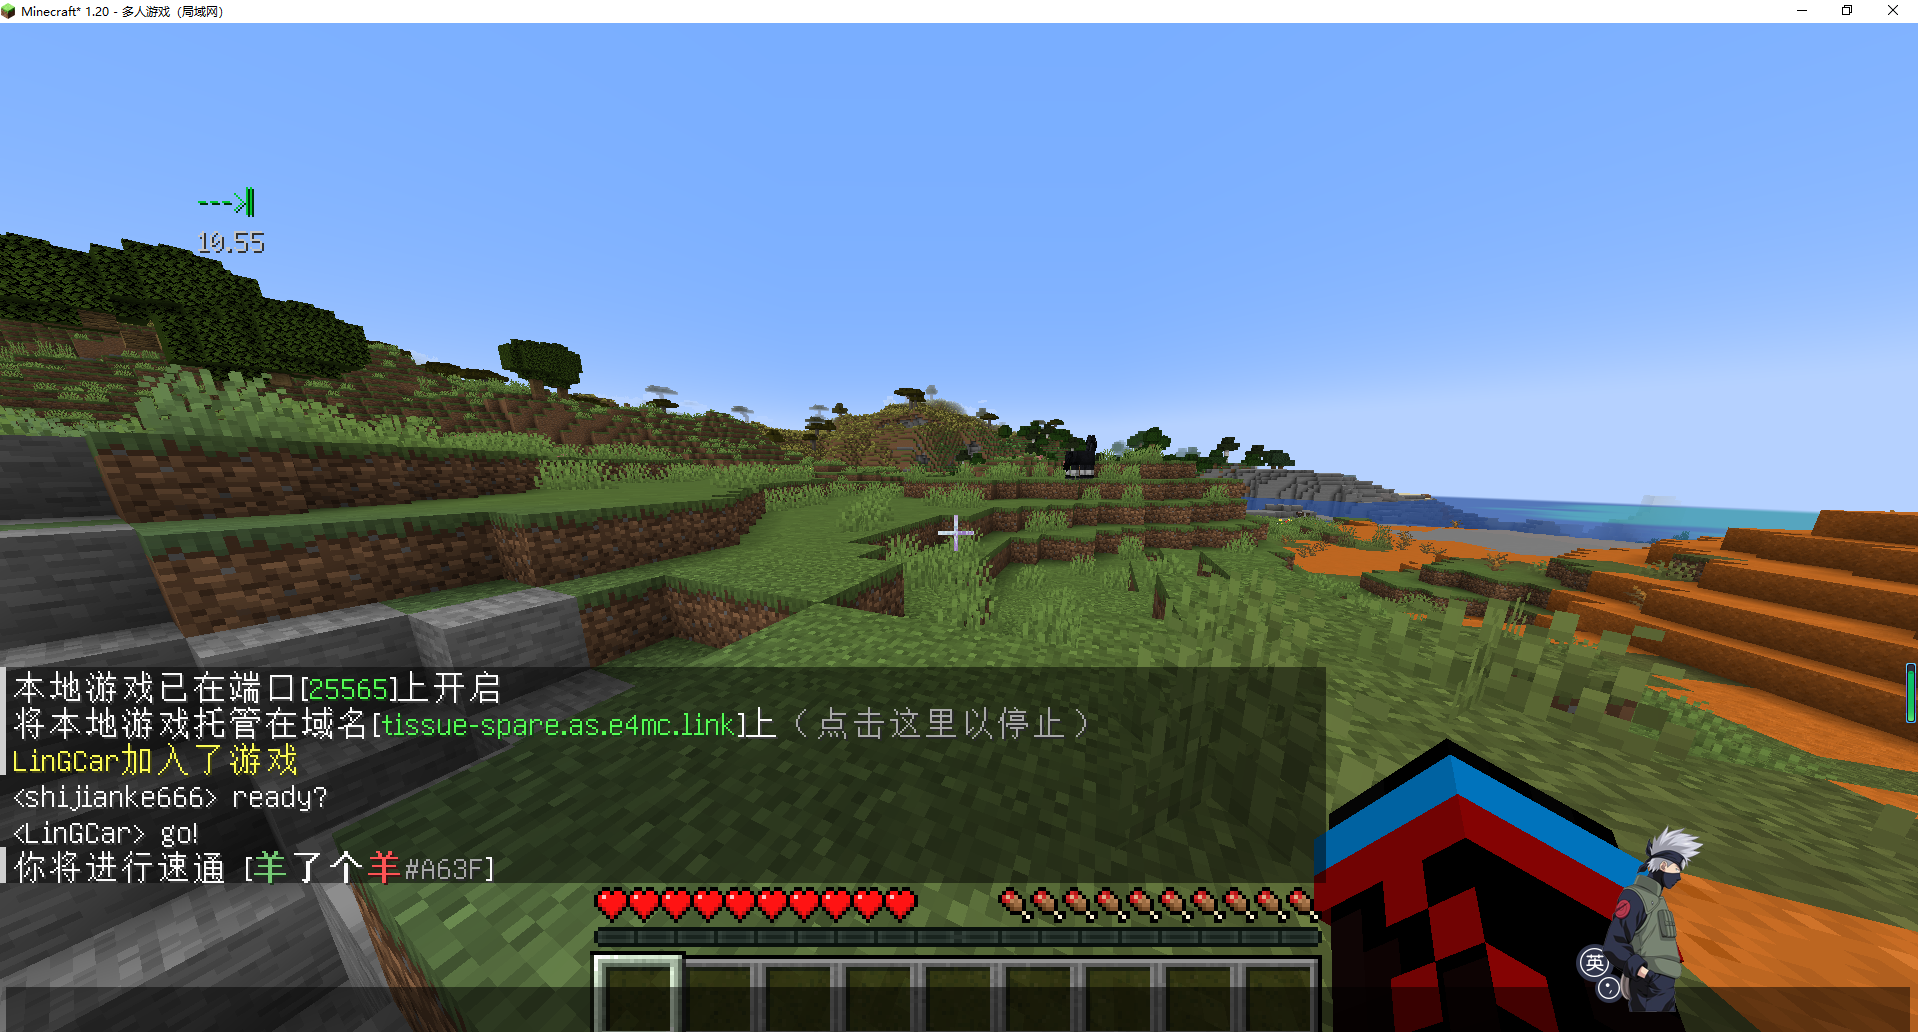 Minecraft* 1.20 - 多人游戏（局域网）
--->‖
10.55
本地游戏已在端口[25565]上开启
将本地游戏托管在域名[tissue-spare.as.e4mc.link]上（点击这里以停止）
LinGCar加入了游戏
<shijianke666> ready?
<LinGCar> go!
你将进行速通 [羊了个羊#A63F]
英